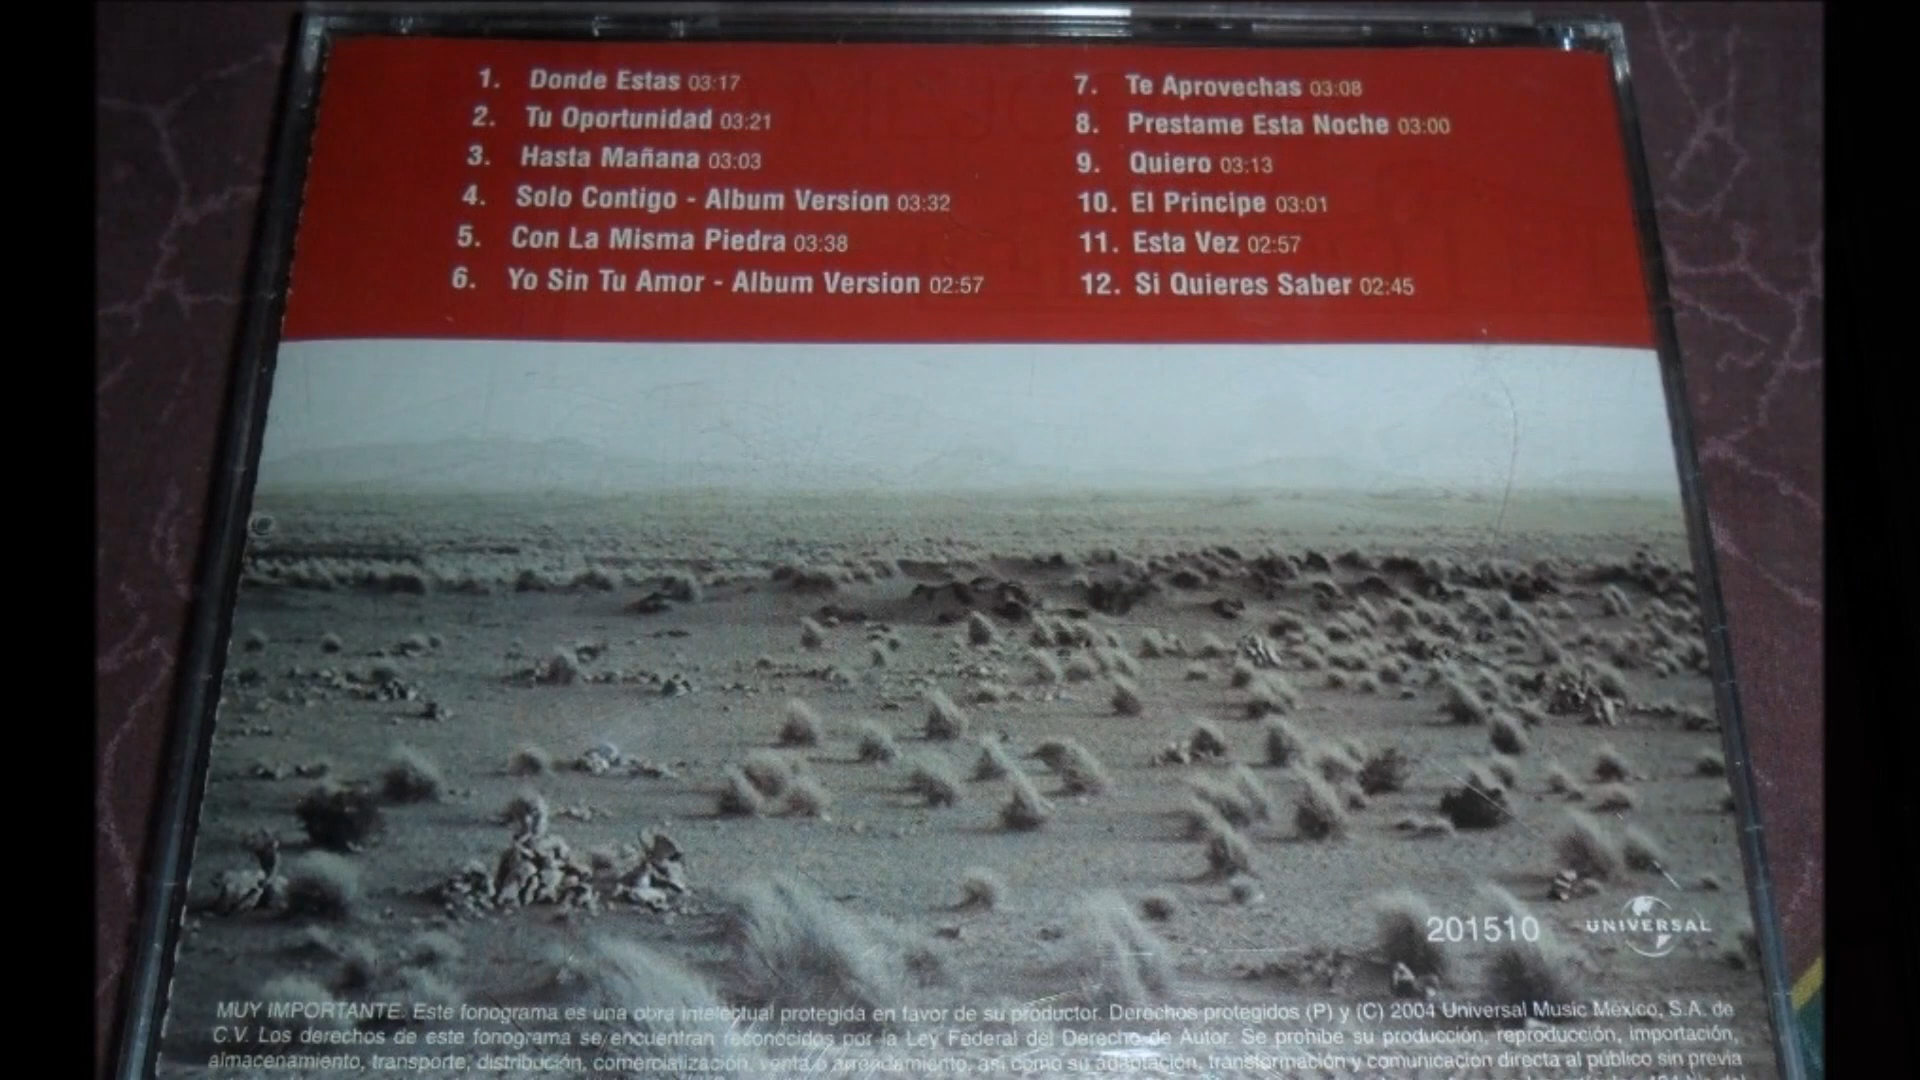 1. Donde Estas 03:17
2. Tu Oportunidad 03:21
3. Hasta Mañana 03:03
4. Solo Contigo - Album Version 03:32
5. Con La Misma Piedra 03:38
6. Yo Sin Tu Amor - Album Version 02:57
7. Te Aprovechas 03:08
8. Prestame Esta Noche 03:00
9. Quiero 03:13
10. El Principe 03:01
11. Esta Vez 02:57
12. Si Quieres Saber 02:45
201510 UNIVERSAL
MUY IMPORTANTE: Este fonograma es una obra intelectual protegida en favor de su productor. Derechos protegidos (P) y (C) 2004 Universal Music México, S.A. de
C.V. Los derechos de este fonograma se encuentran reconocidos por la Ley Federal del Derecho de Autor. Se prohibe su producción, reproducción, importación,
almacenamiento, transporte, distribución, comercialización, venta o arrendamiento, así como su adaptación, transformación y comunicación directa al público sin previa